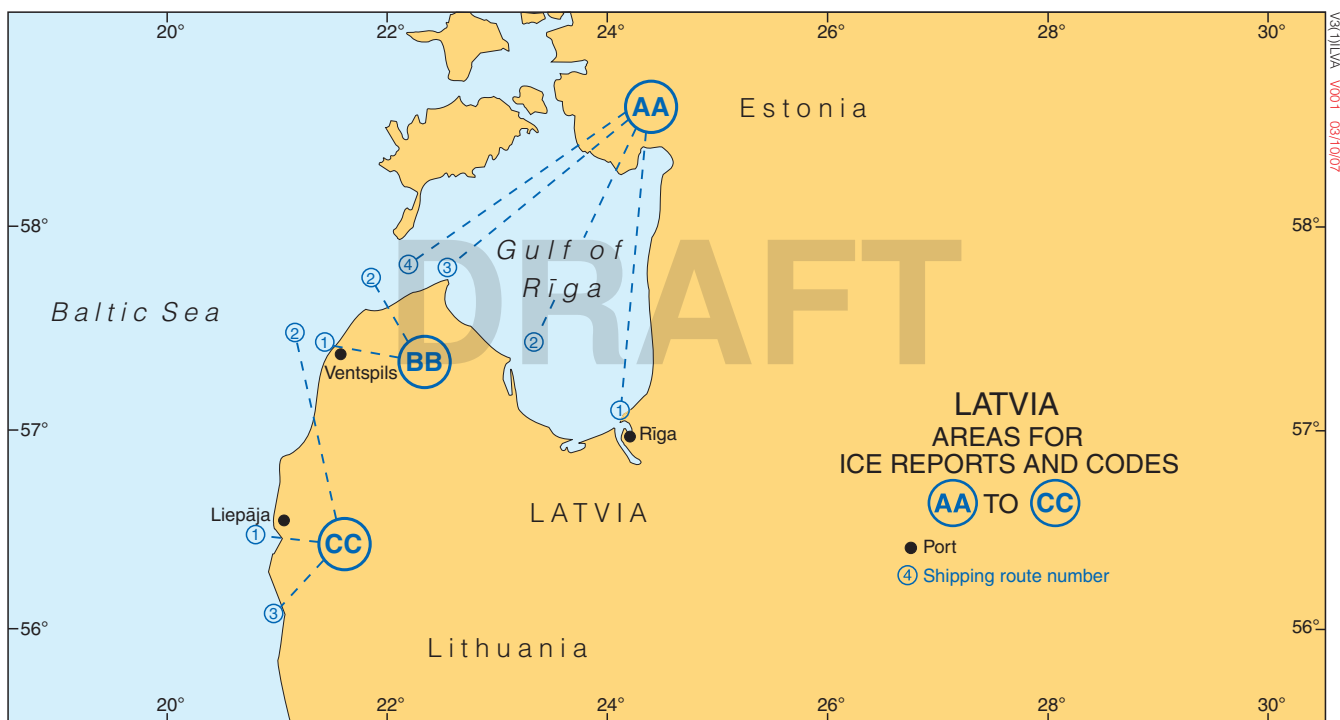 20°
22°
24°
26°
28°
30°
V3(1)ILVA V001 03/10/07
AA
Estonia
58°
58°
Gulf of
Rīga
4
3
2
2
Baltic Sea
DRAFT
2
1
BB
Ventspils
57°
57°
1
Rīga
LATVIA
AREAS FOR
ICE REPORTS AND CODES
AA TO CC
Port
4 Shipping route number
Liepāja
1
CC
LATVIA
3
56°
56°
Lithuania
20°
22°
24°
26°
28°
30°